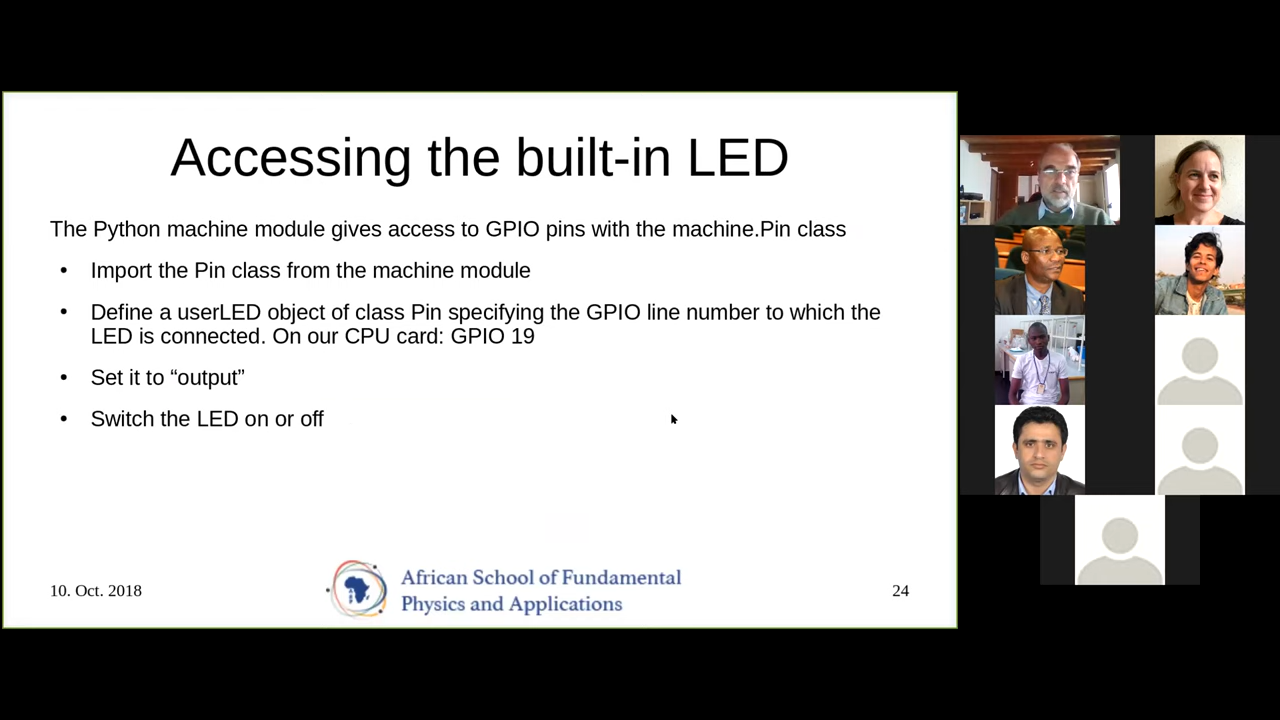 Accessing the built-in LED
The Python machine module gives access to GPIO pins with the machine.Pin class
• Import the Pin class from the machine module
• Define a userLED object of class Pin specifying the GPIO line number to which the
LED is connected. On our CPU card: GPIO 19
• Set it to “output”
• Switch the LED on or off
10. Oct. 2018
African School of Fundamental
Physics and Applications
24